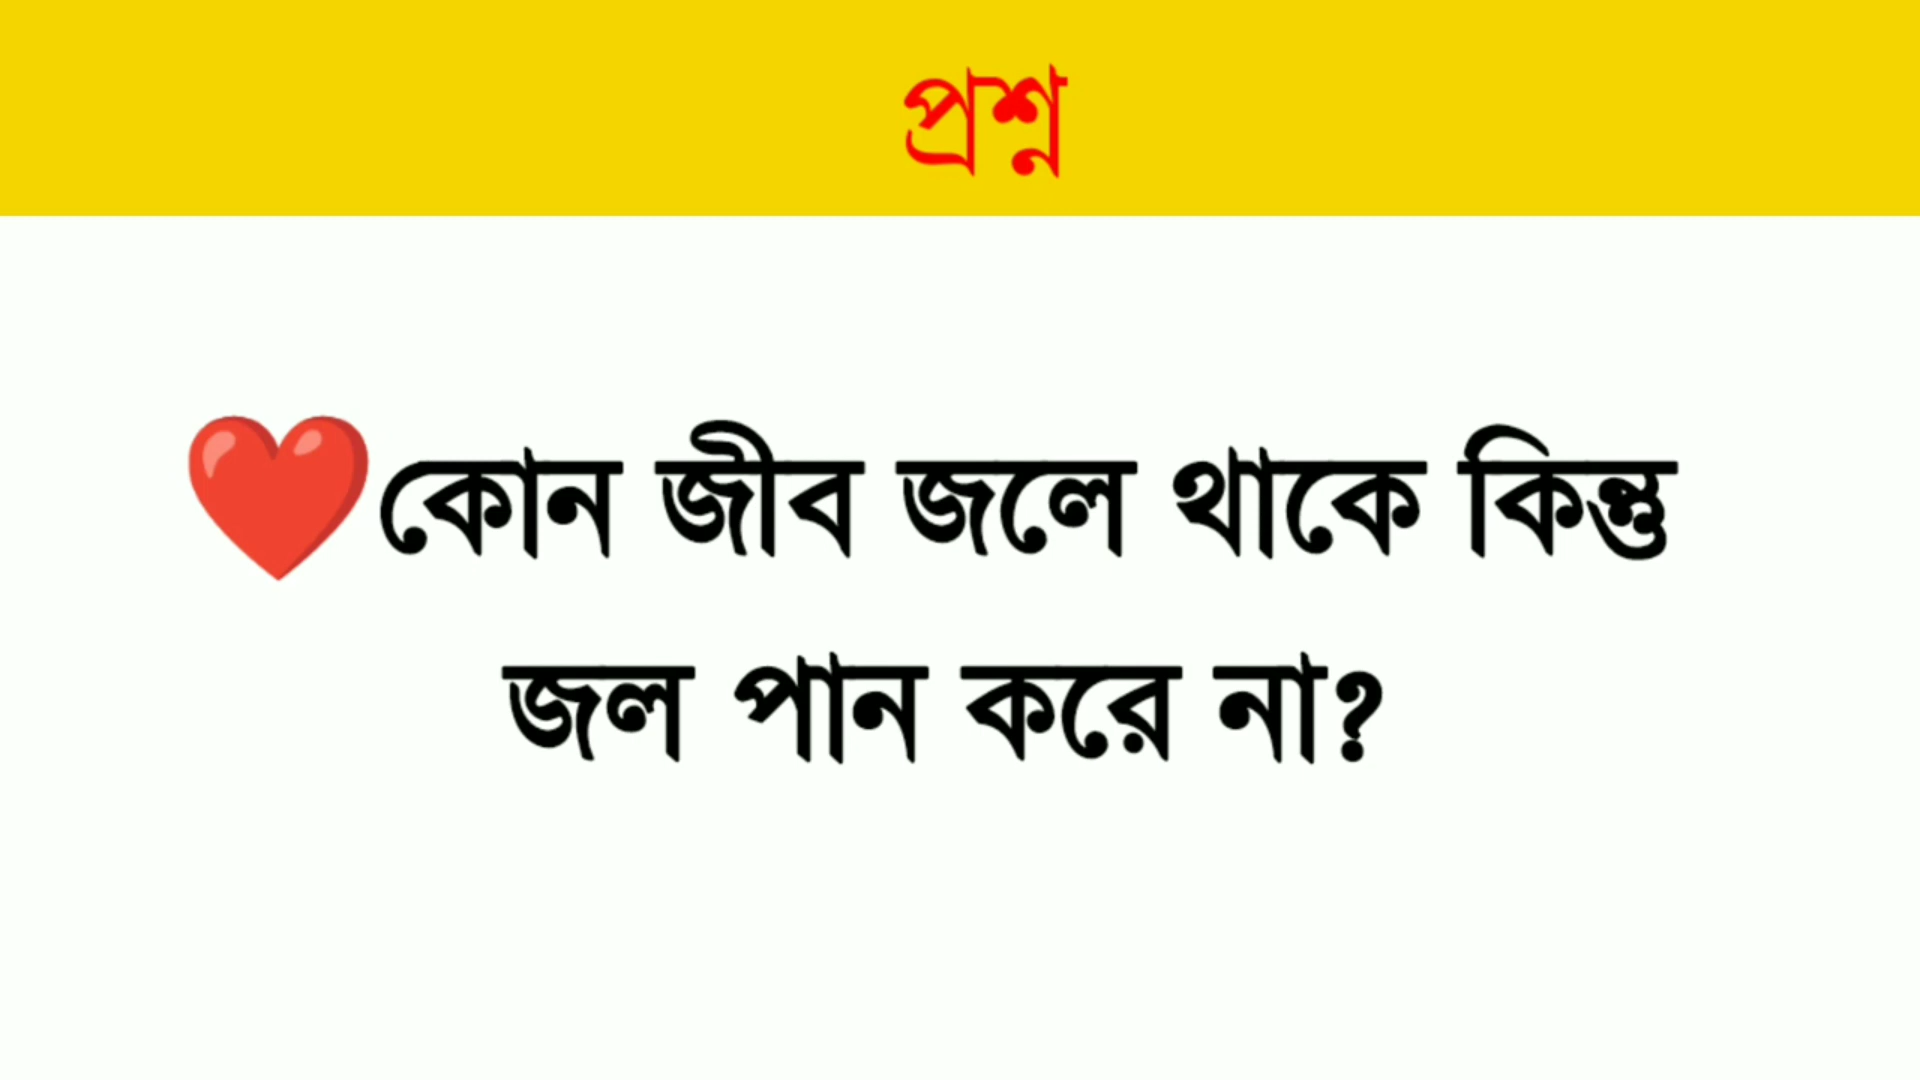 প্রশ্ন
❤️কোন জীব জলে থাকে কিন্তু
জল পান করে না?